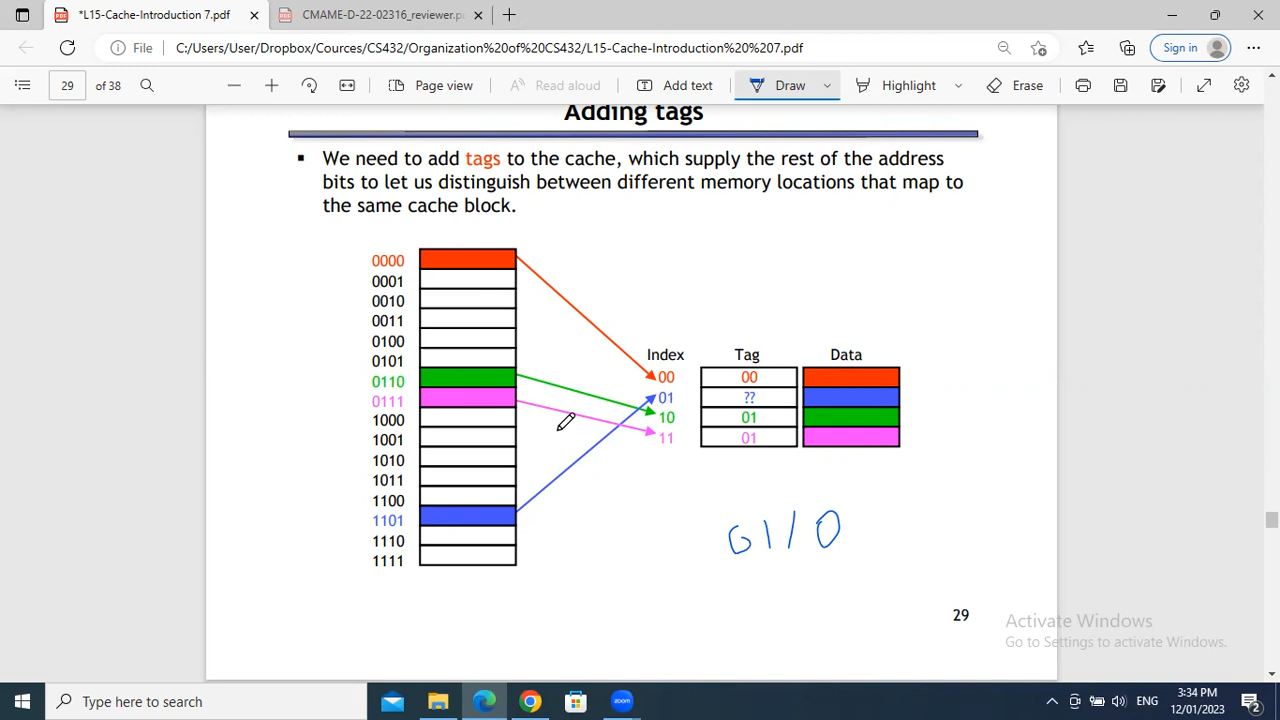 *L15-Cache-Introduction 7.pdf
CMAME-D-22-02316_reviewer.p
File C:/Users/User/Dropbox/Cources/CS432/Organization%20of%20CS432/L15-Cache-Introduction%20%207.pdf Sign in
29 of 38 Page view Read aloud Add text Draw Highlight Erase
Adding tags
We need to add tags to the cache, which supply the rest of the address
bits to let us distinguish between different memory locations that map to
the same cache block.
0000
0001
0010
0011
0100
0101
0110
0111
1000
1001
1010
1011
1100
1101
1110
1111
Index Tag Data
00 00
01 ??
10 01
11 01
0110
29
Activate Windows
Go to Settings to activate Windows.
Type here to search
zoom
ENG
3:34 PM
12/01/2023
2